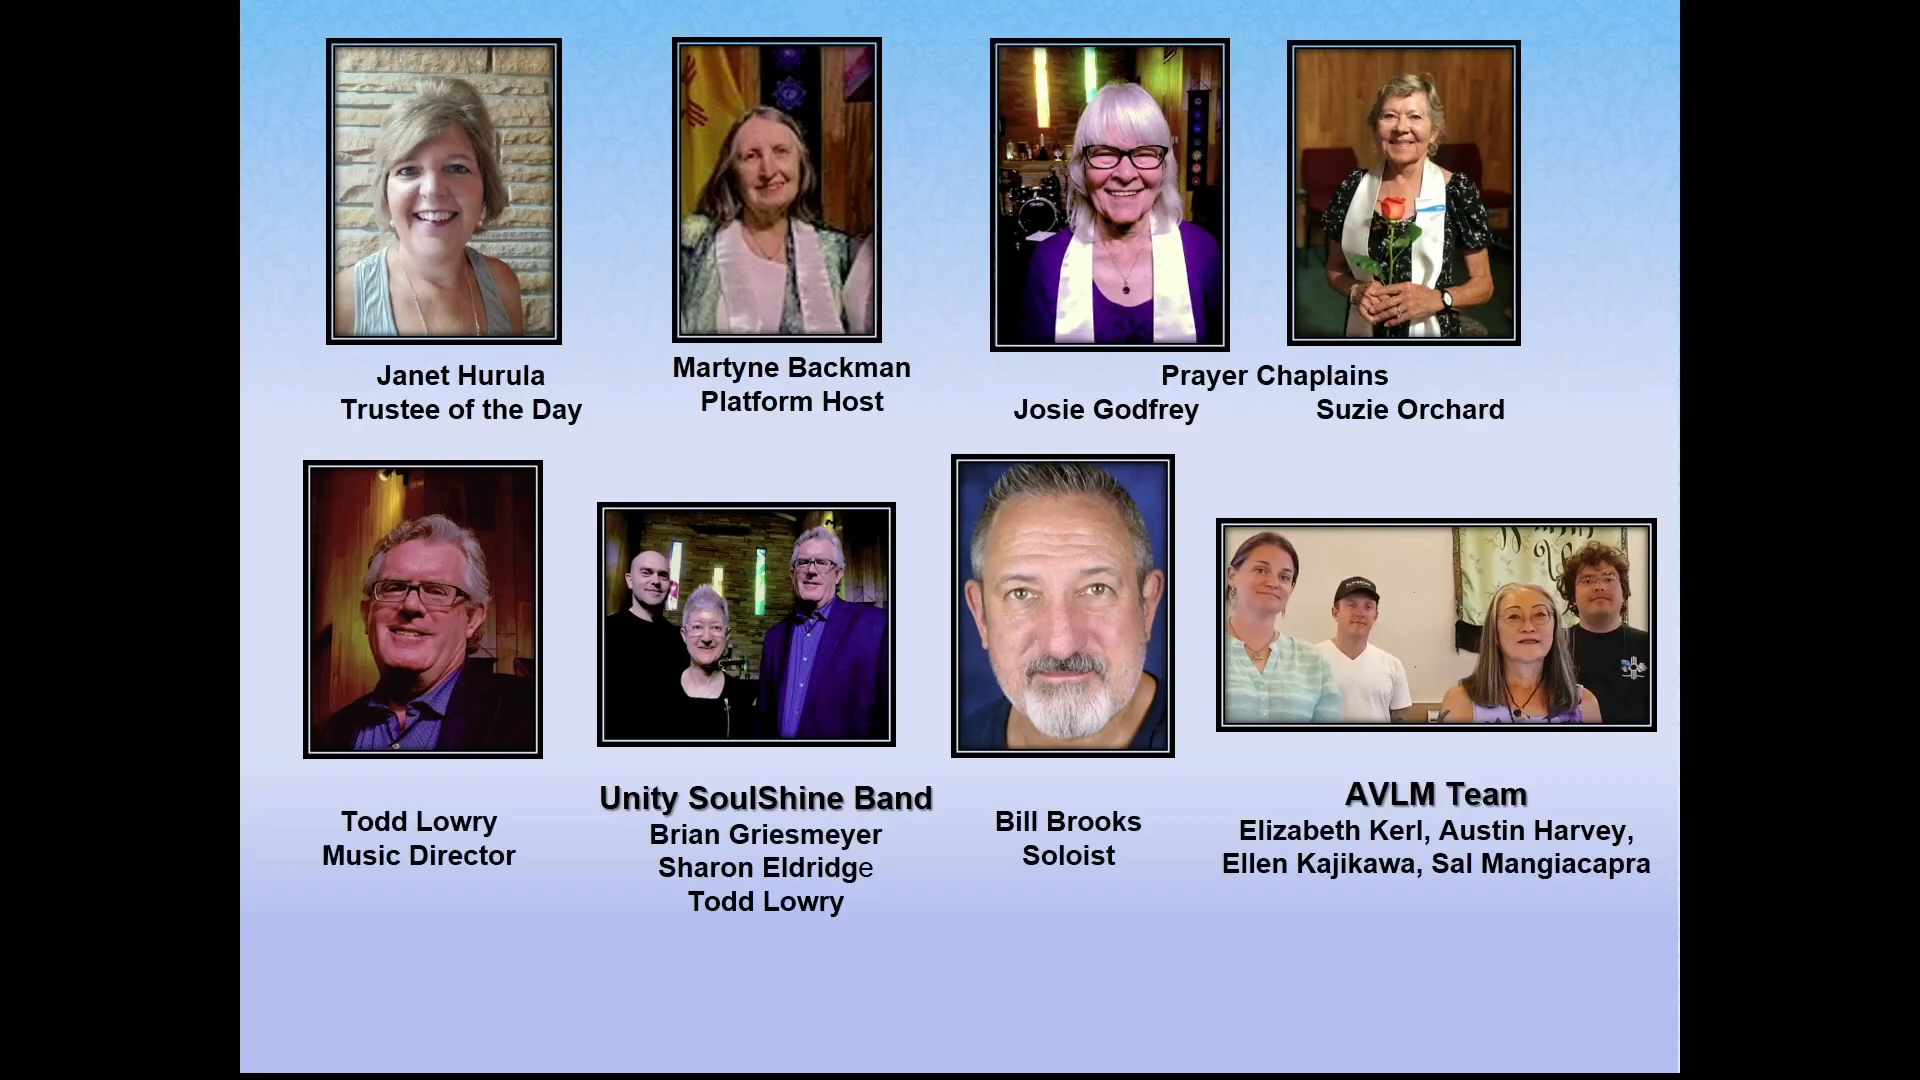 Janet Hurula
Trustee of the Day
Martyne Backman
Platform Host
Prayer Chaplains
Josie Godfrey
Suzie Orchard
Todd Lowry
Music Director
Unity SoulShine Band
Brian Griesmeyer
Sharon Eldridge
Todd Lowry
Bill Brooks
Soloist
AVLM Team
Elizabeth Kerl, Austin Harvey,
Ellen Kajikawa, Sal Mangiacapra